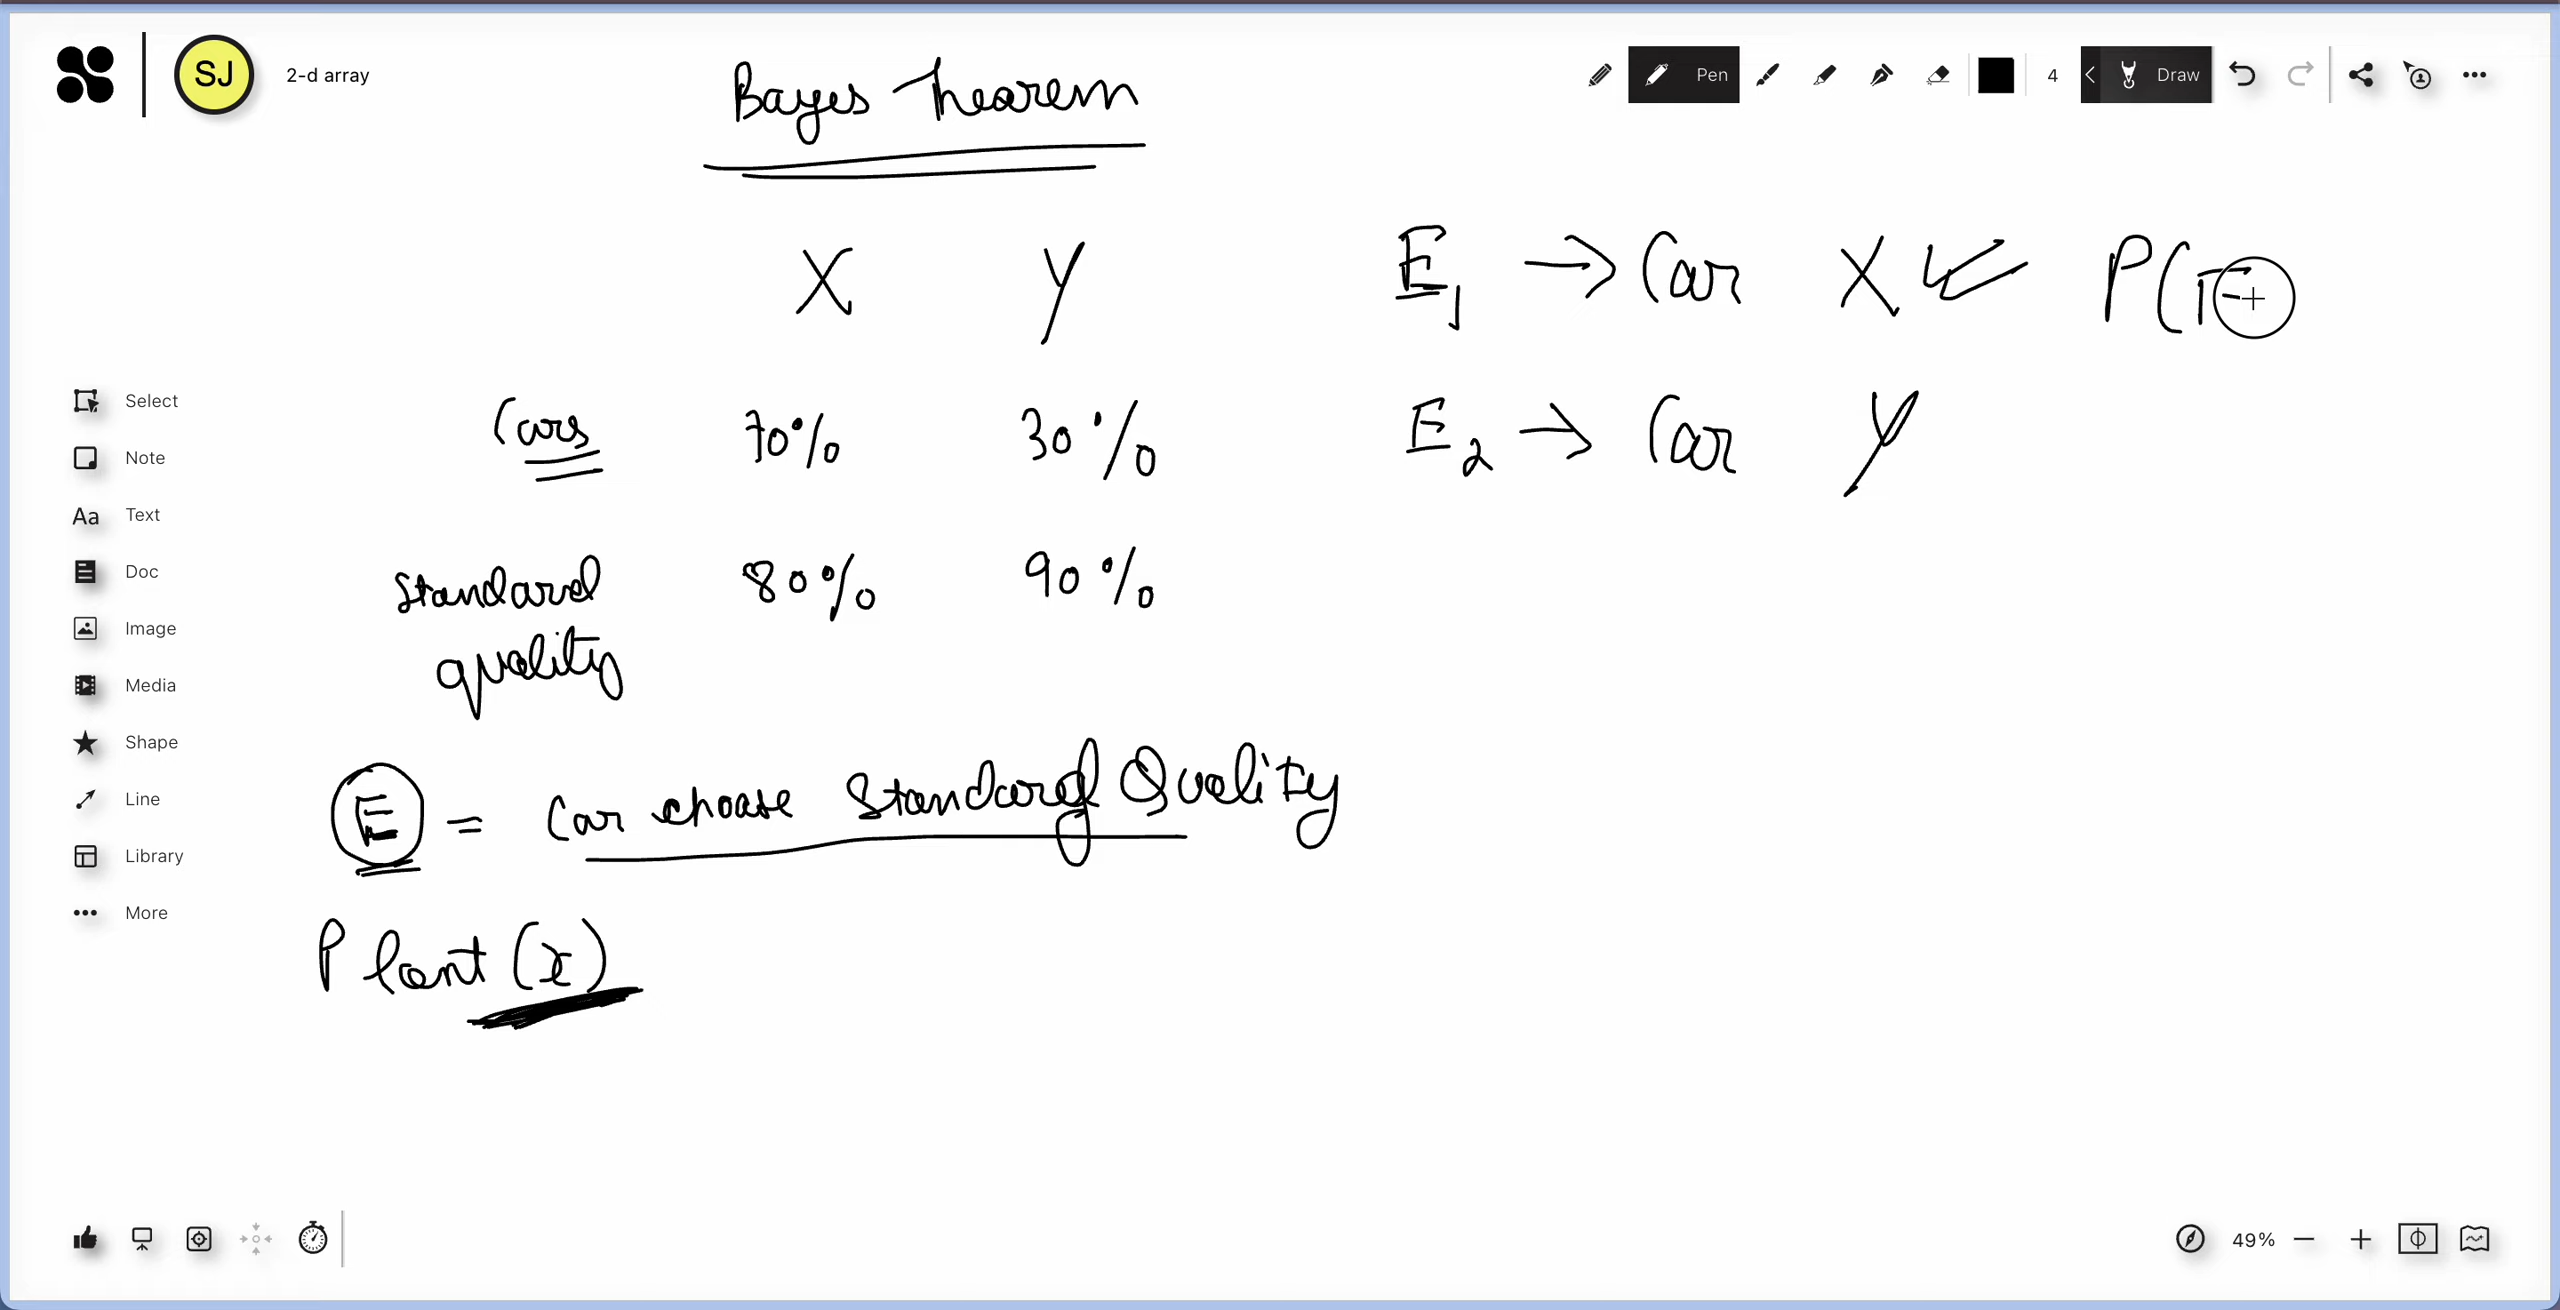 SJ 2-d array
Pen 4 Draw
Bayes Theorem
X Y
E1 → Car X P(E
Cars 70% 30%
E2 → Car Y
Standard 80% 90%
quality
E = Car choose Standard Quality
Plant (x)
Select
Note
Aa Text
Doc
Image
Media
Shape
Line
Library
More
49%